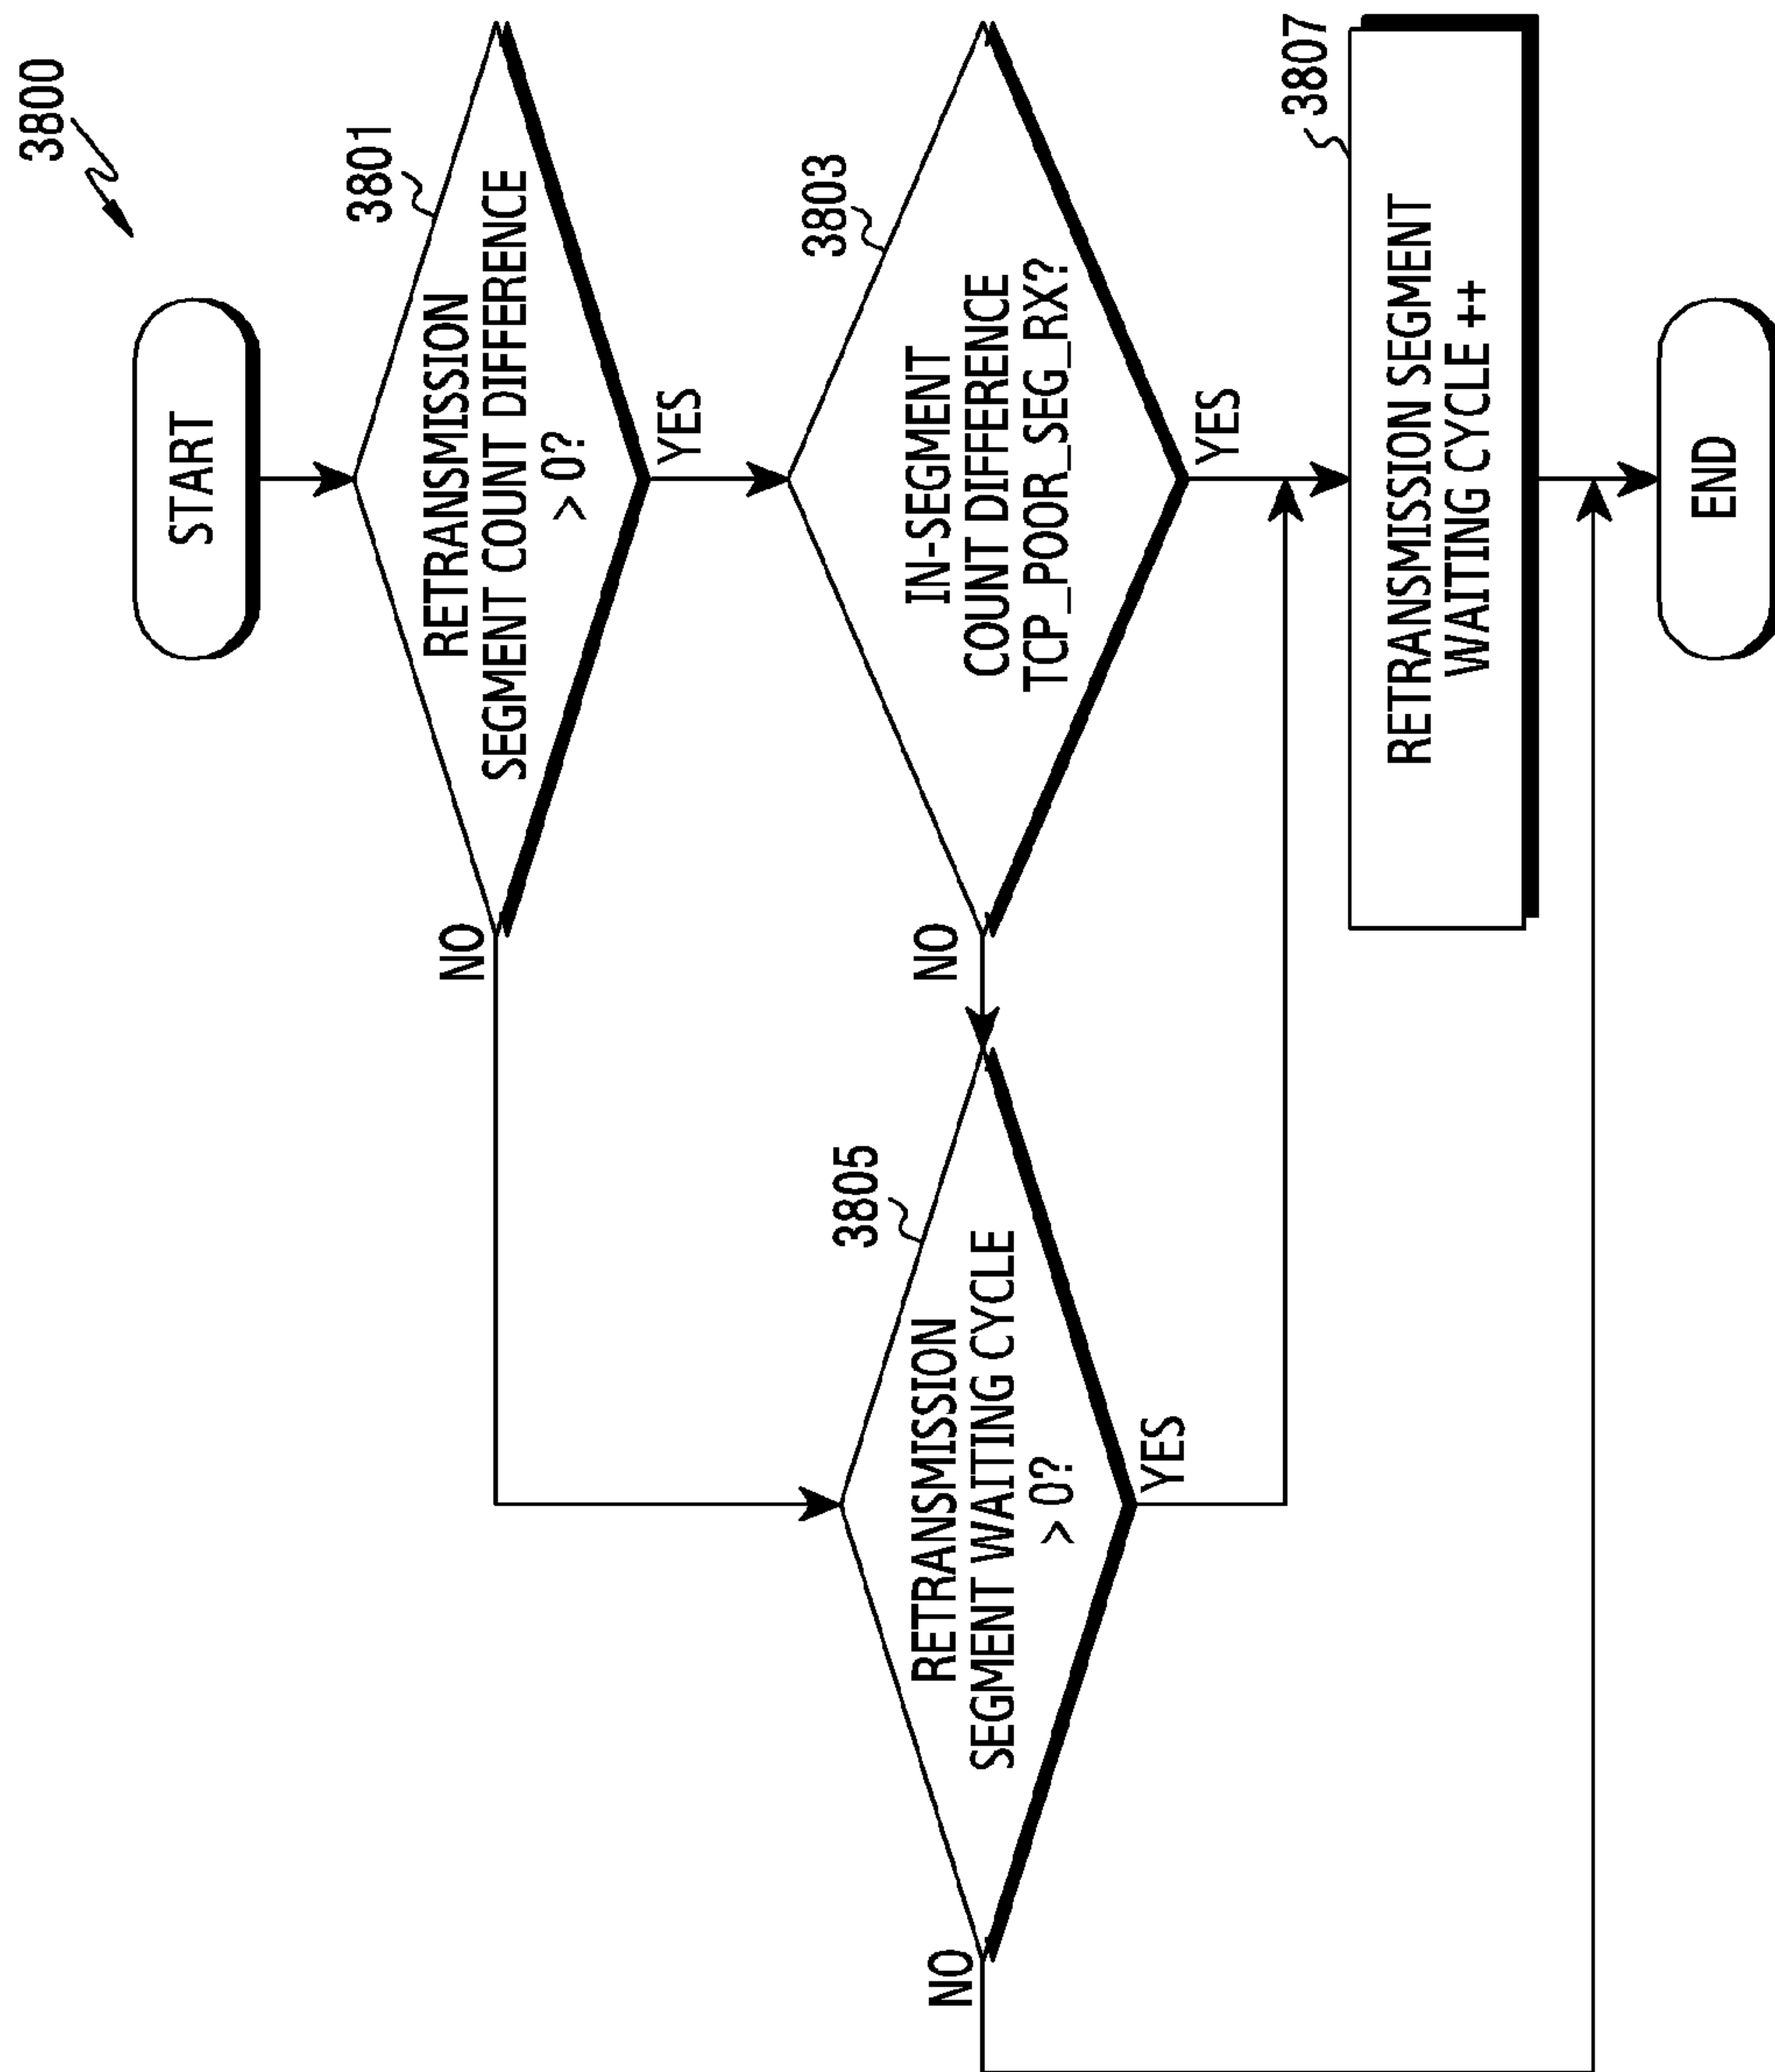 3800
START
3801
RETRANSMISSION
SEGMENT COUNT DIFFERENCE
> 0?
NO
YES
3803
IN-SEGMENT
COUNT DIFFERENCE
TCP_POOR_SEG_RX?
NO
YES
3805
RETRANSMISSION
SEGMENT WAITING CYCLE
>0?
NO
YES
3807
RETRANSMISSION SEGMENT
WAITING CYCLE ++
END